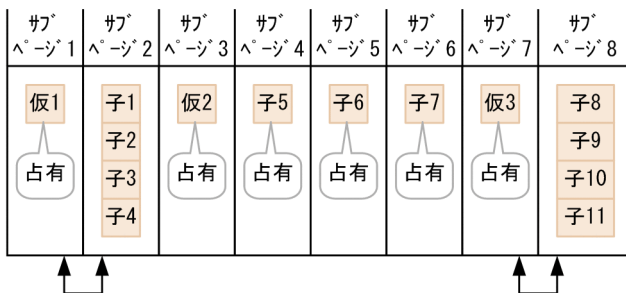 サブページ1
サブページ2
サブページ3
サブページ4
サブページ5
サブページ6
サブページ7
サブページ8
仮1
占有
子1
子2
子3
子4
仮2
占有
子5
占有
子6
占有
子7
占有
仮3
占有
子8
子9
子10
子11